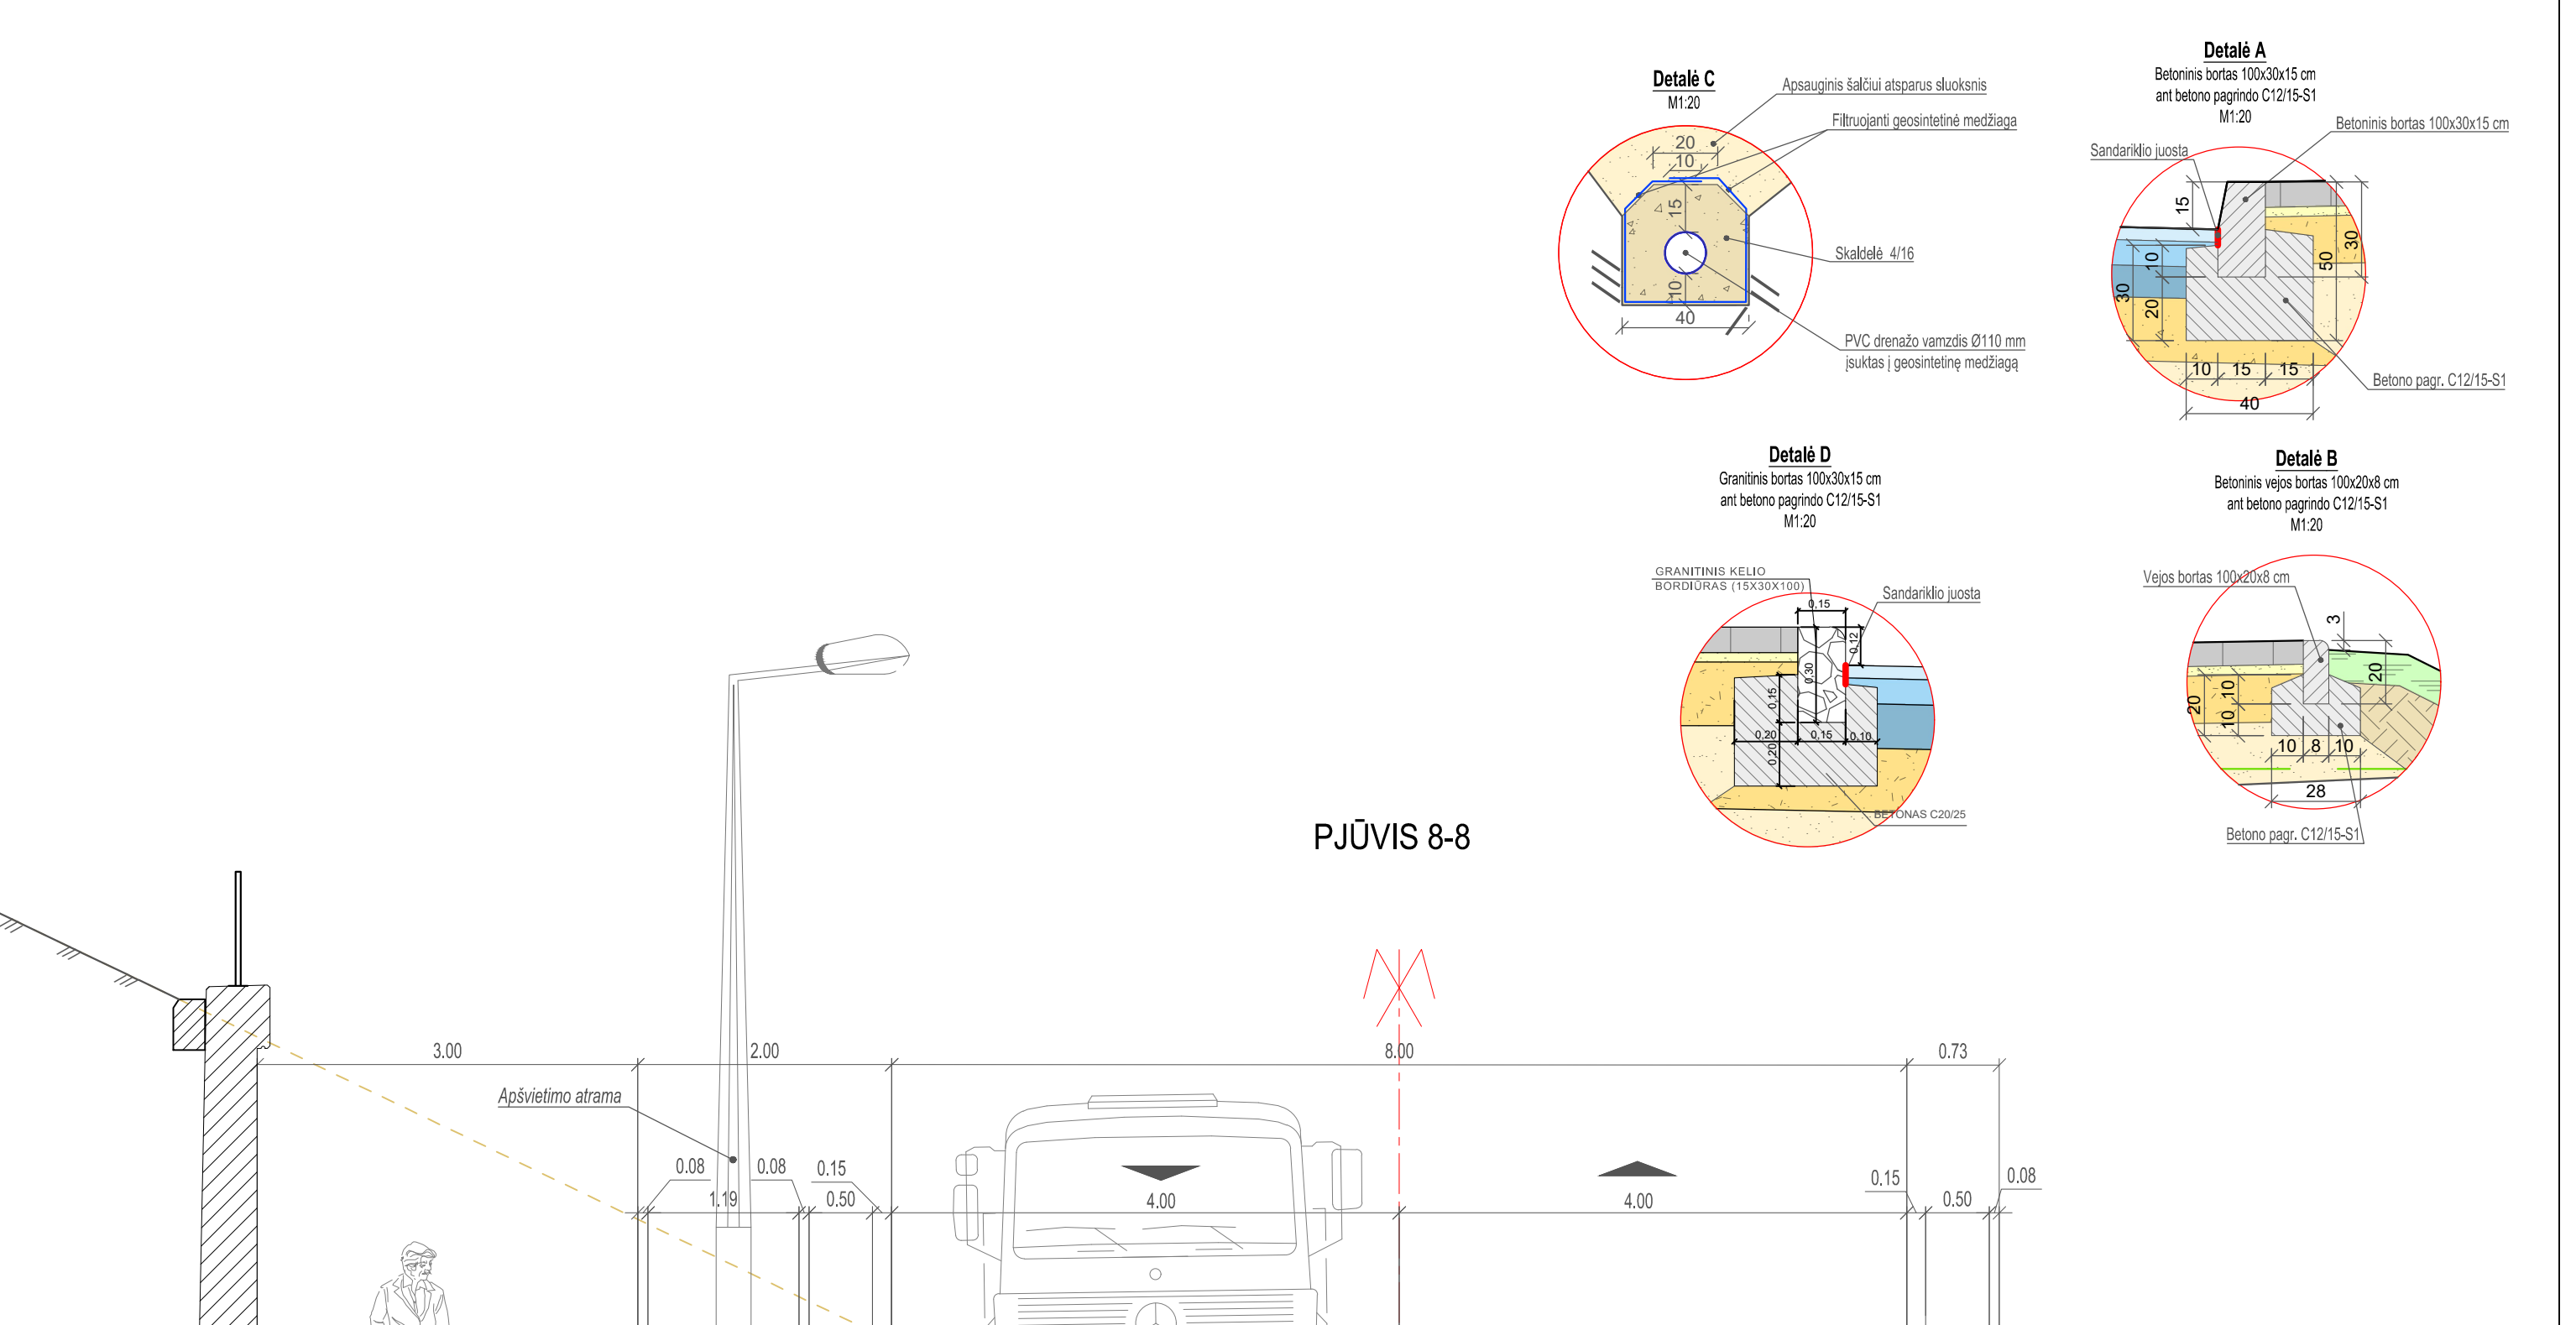 Detalė C
M1:20
Apsauginis šalčiui atsparus sluoksnis
Filtruojanti geosintetinė medžiaga
20
10
15
10
40
Skaldelė 4/16
PVC drenažo vamzdis Ø110 mm
įsuktas į geosintetinę medžiagą
Detalė A
Betoninis bortas 100x30x15 cm
ant betono pagrindo C12/15-S1
M1:20
Betoninis bortas 100x30x15 cm
Sandariklio juosta
15
10
30
20
30
50
10
15
15
40
Betono pagr. C12/15-S1
Detalė D
Granitinis bortas 100x30x15 cm
ant betono pagrindo C12/15-S1
M1:20
GRANITINIS KELIO
BORDIŪRAS (15X30X100)
Sandariklio juosta
0,15
0,12
0,30
0,15
0,20
0,15
0,10
0,20
BETONAS C20/25
Detalė B
Betoninis vejos bortas 100x20x8 cm
ant betono pagrindo C12/15-S1
M1:20
Vejos bortas 100x20x8 cm
3
20
10
20
10
10
8
10
28
Betono pagr. C12/15-S1
PJŪVIS 8-8
3.00
2.00
8.00
0.73
Apšvietimo atrama
0.08
0.08
0.15
1.19
0.50
4.00
4.00
0.15
0.50
0.08